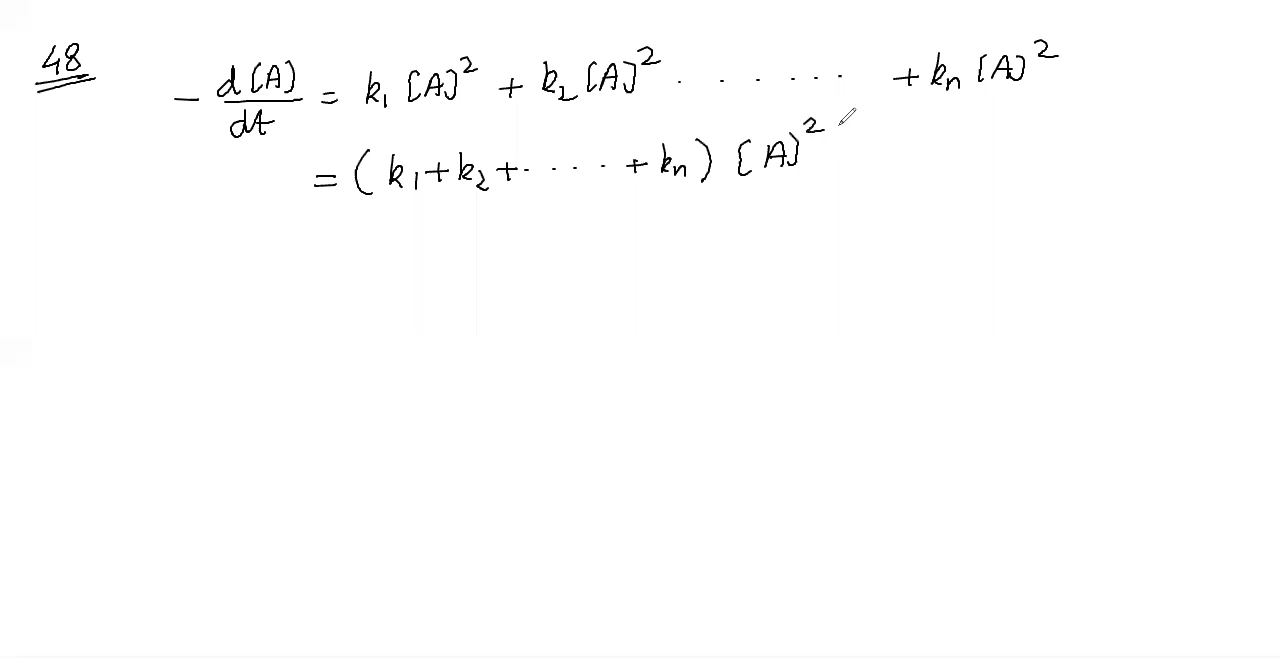 48
- d[A]/dt = k₁ [A]² + k₂ [A]² . . . . . . + kₙ [A]²
= ( k₁ + k₂ + . . . . + kₙ ) [A]²